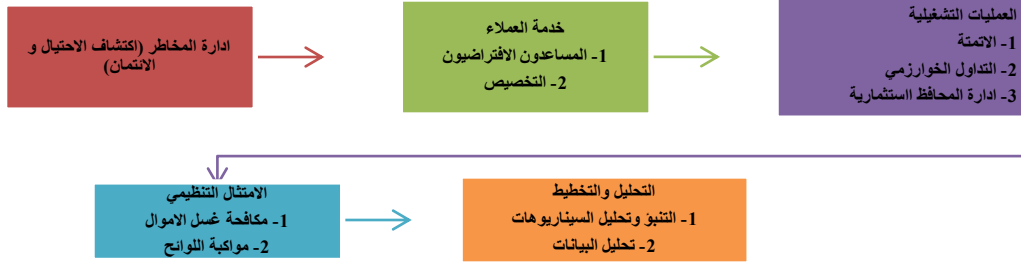 ادارة المخاطر (اكتشاف الاحتيال و
الائتمان)
خدمة العملاء
1- المساعدون الافتراضيون
2- التخصيص
العمليات التشغيلية
1- الاتمتة
2- التداول الخوارزمي
3- ادارة المحافظ ااستثمارية
الامتثال التنظيمي
1- مكافحة غسل الاموال
2- مواكبة اللوائح
التحليل والتخطيط
1- التنبؤ وتحليل السيناريوهات
2- تحليل البيانات